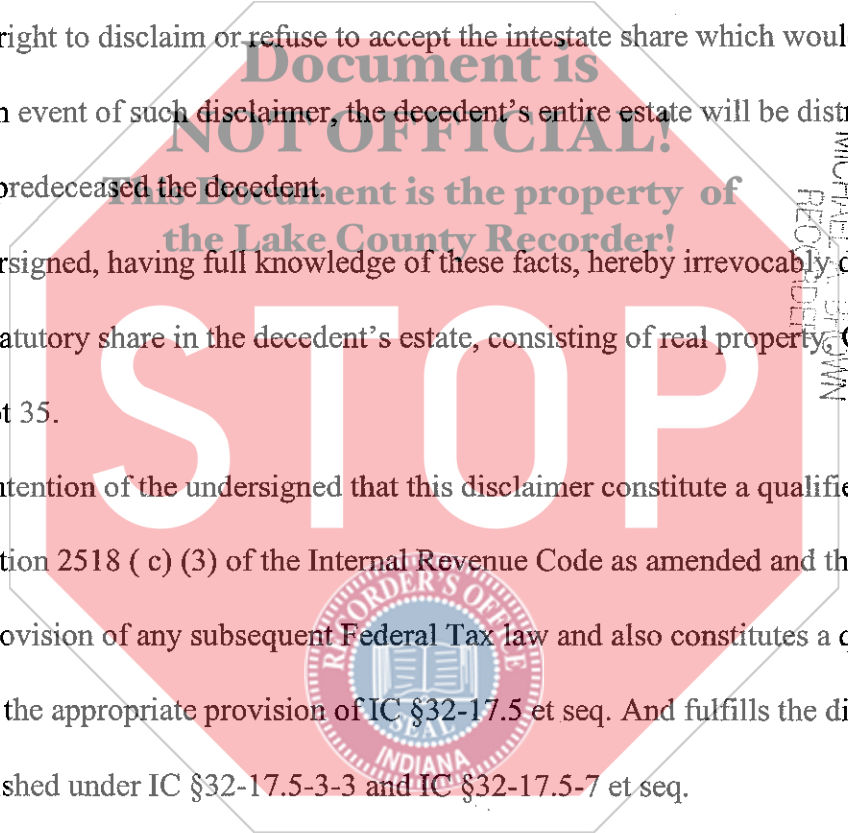 right to disclaim or refuse to accept the intestate share which woul
Document is
n event of such disclaimer, the decedent's entire estate will be distr
NOT OFFICIAL!
predeceased the decedent.
This Document is the property of
the Lake County Recorder!
rsigned, having full knowledge of these facts, hereby irrevocably d
atutory share in the decedent's estate, consisting of real property,
t 35.
STOP
ntention of the undersigned that this disclaimer constitute a qualifie
tion 2518 ( c) (3) of the Internal Revenue Code as amended and th
ovision of any subsequent Federal Tax law and also constitutes a q
the appropriate provision of IC §32-17.5 et seq. And fulfills the di
shed under IC §32-17.5-3-3 and IC §32-17.5-7 et seq.
RECORDER'S OFFICE
SEAL
INDIANA
BROWN
RECORDER